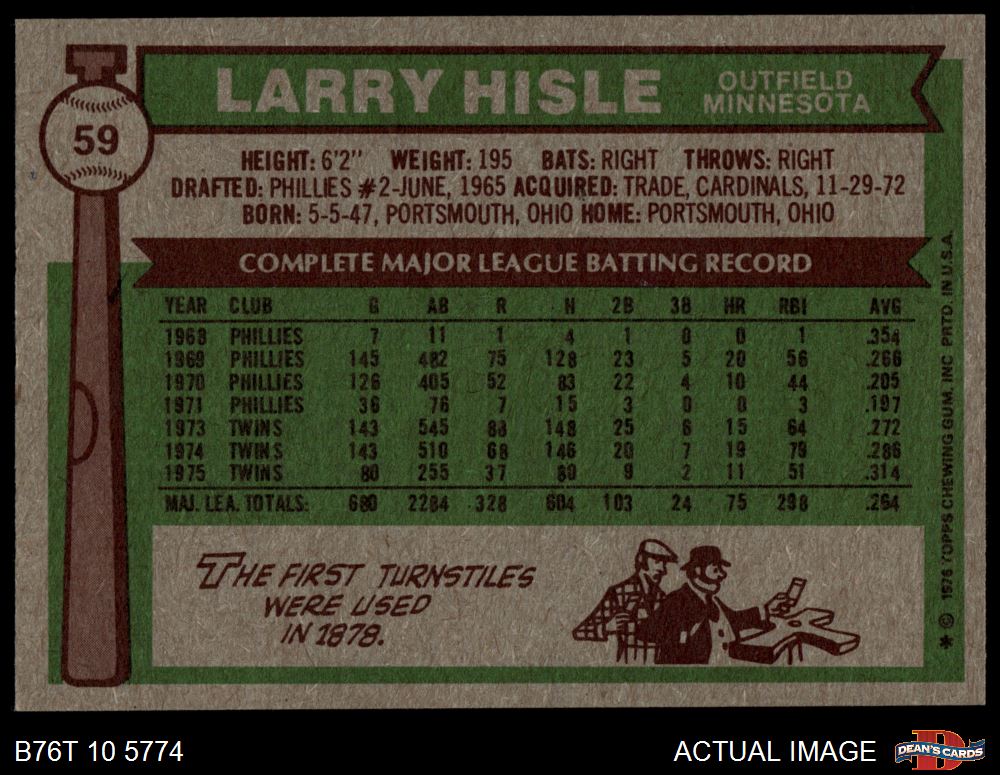 59
LARRY HISLE
OUTFIELD
MINNESOTA
HEIGHT: 6'2" WEIGHT: 195 BATS: RIGHT THROWS: RIGHT
DRAFTED: PHILLIES #2-JUNE, 1965 ACQUIRED: TRADE, CARDINALS, 11-29-72
BORN: 5-5-47, PORTSMOUTH, OHIO HOME: PORTSMOUTH, OHIO
COMPLETE MAJOR LEAGUE BATTING RECORD
YEAR CLUB G AB R H 2B 3B HR RBI AVG
1968 PHILLIES 7 11 1 4 1 0 0 1 .364
1969 PHILLIES 145 482 75 128 23 5 20 56 .266
1970 PHILLIES 126 405 52 83 22 4 10 44 .205
1971 PHILLIES 36 76 7 15 3 0 0 3 .197
1973 TWINS 143 545 88 148 25 6 15 64 .272
1974 TWINS 143 510 68 146 20 7 19 79 .286
1975 TWINS 80 255 37 80 9 2 11 51 .314
MAJ. LEA. TOTALS: 680 2284 328 604 103 24 75 298 .264
THE FIRST TURNSTILES
WERE USED
IN 1878.
* © 1976 TOPPS CHEWING GUM, INC PRTD. IN U.S.A.
B76T 10 5774
ACTUAL IMAGE
D
DEAN'S CARDS